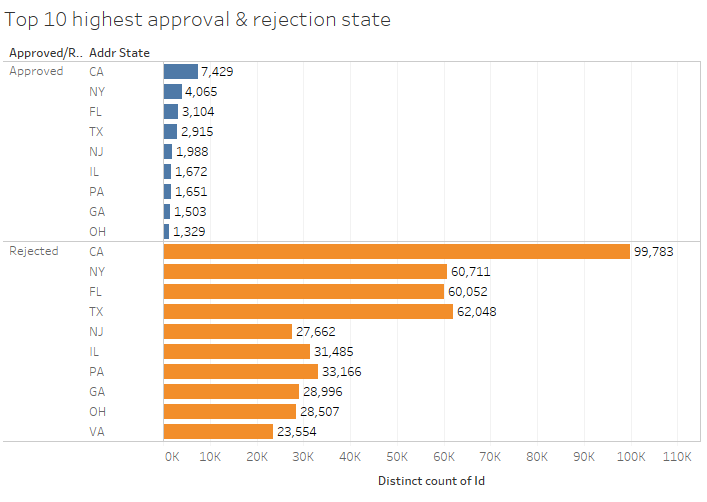 Top 10 highest approval & rejection state
Approved/R.. Addr State
Approved CA 7,429
NY 4,065
FL 3,104
TX 2,915
NJ 1,988
IL 1,672
PA 1,651
GA 1,503
OH 1,329
Rejected CA 99,783
NY 60,711
FL 60,052
TX 62,048
NJ 27,662
IL 31,485
PA 33,166
GA 28,996
OH 28,507
VA 23,554
0K 10K 20K 30K 40K 50K 60K 70K 80K 90K 100K 110K
Distinct count of Id